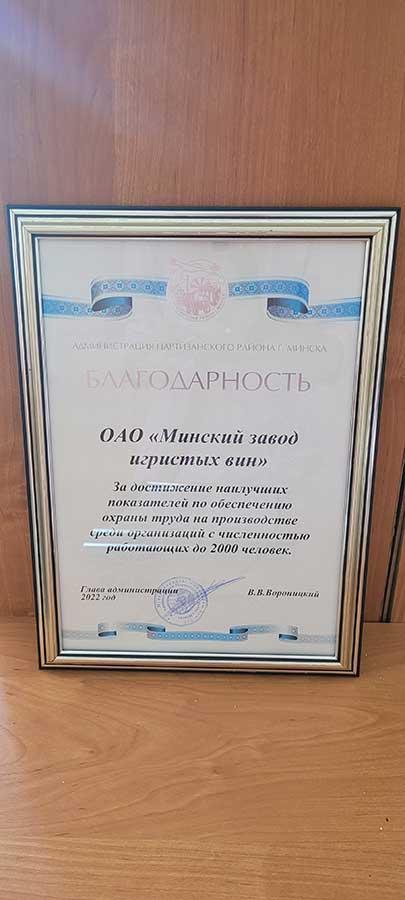 АДМИНИСТРАЦИЯ ПАРТИЗАНСКОГО РАЙОНА Г. МИНСКА
БЛАГОДАРНОСТЬ
ОАО «Минский завод
игристых вин»
За достижение наилучших
показателей по обеспечению
охраны труда на производстве
среди организаций с численностью
работающих до 2000 человек.
Глава администрации
В.В.Вороницкий
2022 год